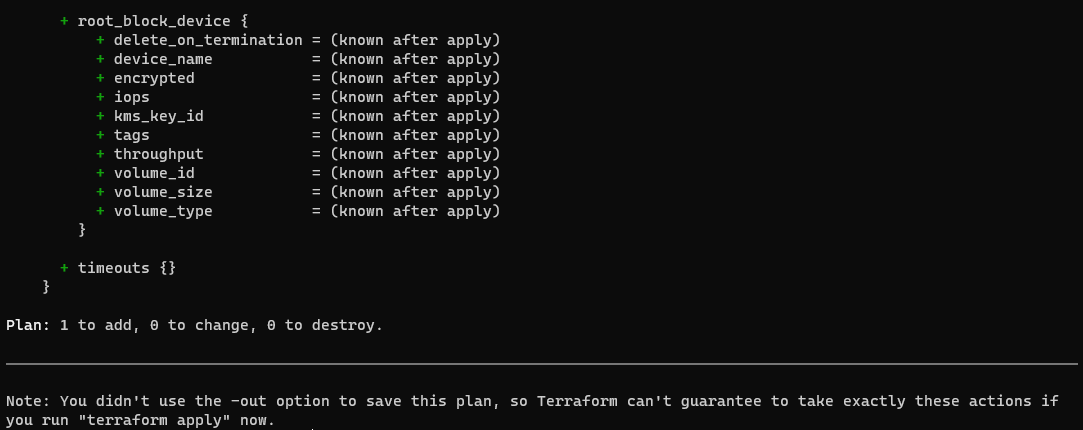 + root_block_device {
+ delete_on_termination = (known after apply)
+ device_name = (known after apply)
+ encrypted = (known after apply)
+ iops = (known after apply)
+ kms_key_id = (known after apply)
+ tags = (known after apply)
+ throughput = (known after apply)
+ volume_id = (known after apply)
+ volume_size = (known after apply)
+ volume_type = (known after apply)
}
+ timeouts {}
}
Plan: 1 to add, 0 to change, 0 to destroy.
Note: You didn't use the -out option to save this plan, so Terraform can't guarantee to take exactly these actions if
you run "terraform apply" now.